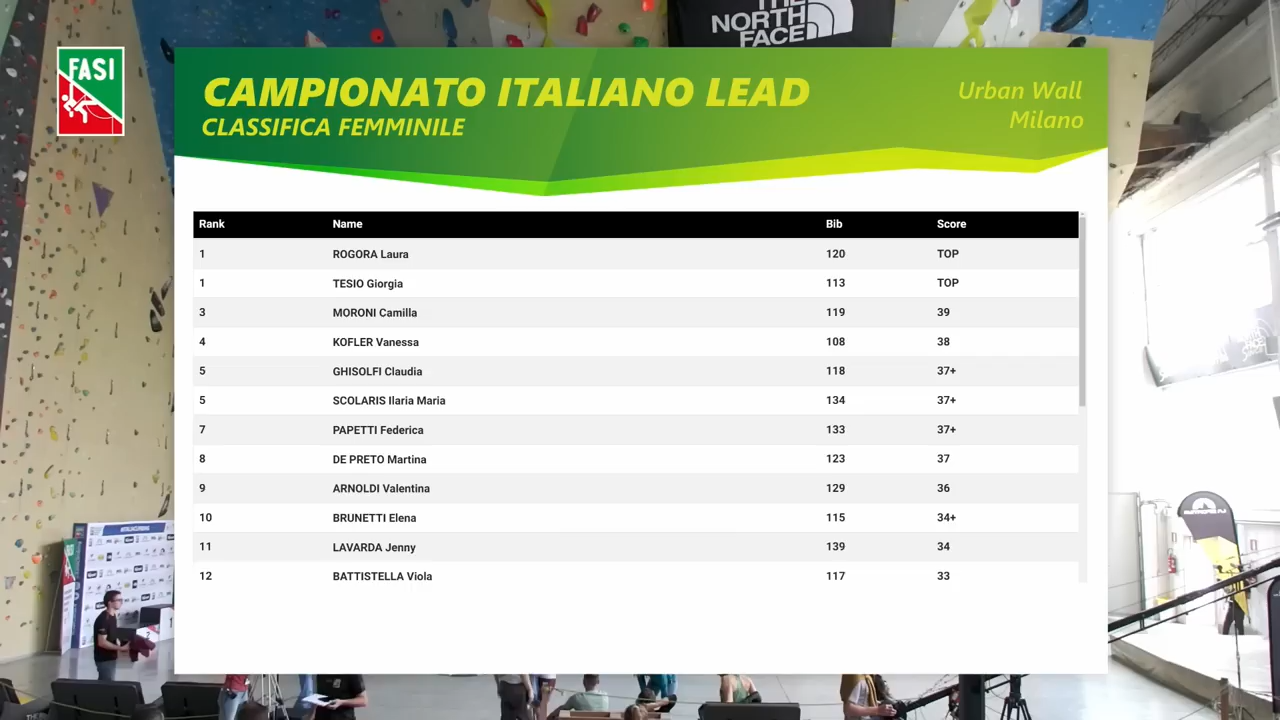 THE
NORTH
FACE
FASI
CAMPIONATO ITALIANO LEAD
CLASSIFICA FEMMINILE
Urban Wall
Milano
Rank Name Bib Score
1 ROGORA Laura 120 TOP
1 TESIO Giorgia 113 TOP
3 MORONI Camilla 119 39
4 KOFLER Vanessa 108 38
5 GHISOLFI Claudia 118 37+
5 SCOLARIS Ilaria Maria 134 37+
7 PAPETTI Federica 133 37+
8 DE PRETO Martina 123 37
9 ARNOLDI Valentina 129 36
10 BRUNETTI Elena 115 34+
11 LAVARDA Jenny 139 34
12 BATTISTELLA Viola 117 33